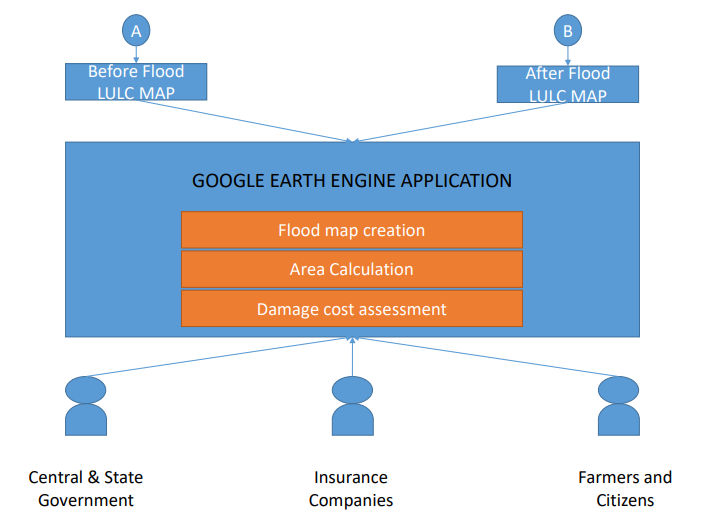 A
B
Before Flood
LULC MAP
After Flood
LULC MAP
GOOGLE EARTH ENGINE APPLICATION
Flood map creation
Area Calculation
Damage cost assessment
Central & State
Government
Insurance
Companies
Farmers and
Citizens